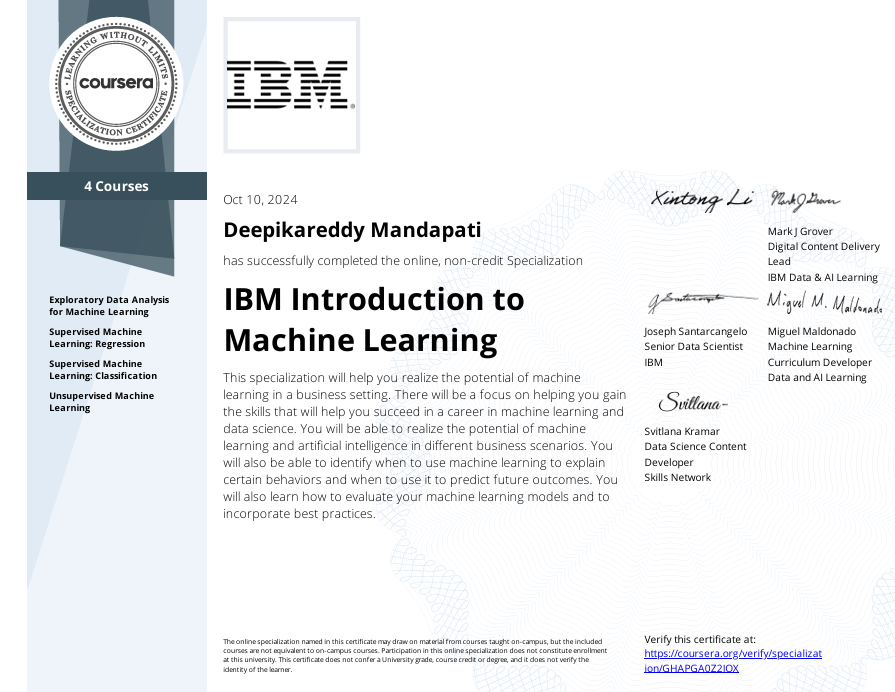 LEARNING WITHOUT LIMITS
coursera
SPECIALIZATION CERTIFICATE
4 Courses
Exploratory Data Analysis
for Machine Learning
Supervised Machine
Learning: Regression
Supervised Machine
Learning: Classification
Unsupervised Machine
Learning
IBM®
Oct 10, 2024
Deepikareddy Mandapati
has successfully completed the online, non-credit Specialization
IBM Introduction to
Machine Learning
This specialization will help you realize the potential of machine
learning in a business setting. There will be a focus on helping you gain
the skills that will help you succeed in a career in machine learning and
data science. You will be able to realize the potential of machine
learning and artificial intelligence in different business scenarios. You
will also be able to identify when to use machine learning to explain
certain behaviors and when to use it to predict future outcomes. You
will also learn how to evaluate your machine learning models and to
incorporate best practices.
Xintong Li
Mark J Grover
Mark J Grover
Digital Content Delivery
Lead
IBM Data & AI Learning
J Santarcangelo
Joseph Santarcangelo
Senior Data Scientist
IBM
Miguel M. Maldonado
Miguel Maldonado
Machine Learning
Curriculum Developer
Data and AI Learning
Svitlana
Svitlana Kramar
Data Science Content
Developer
Skills Network
The online specialization named in this certificate may draw on material from courses taught on-campus, but the included
courses are not equivalent to on-campus courses. Participation in this online specialization does not constitute enrollment
at this university. This certificate does not confer a University grade, course credit or degree, and it does not verify the
identity of the learner.
Verify this certificate at:
https://coursera.org/verify/specializat
ion/GHAPGA0Z2IOX